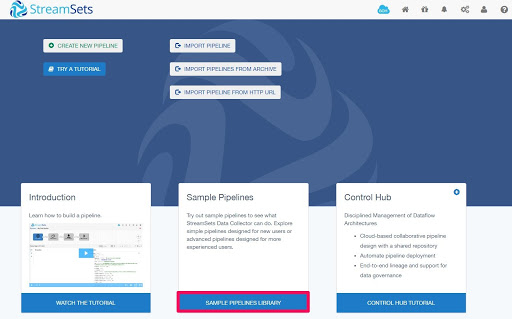 StreamSets
CREATE NEW PIPELINE
IMPORT PIPELINE
TRY A TUTORIAL
IMPORT PIPELINES FROM ARCHIVE
IMPORT PIPELINE FROM HTTP URL
Introduction
Learn how to build a pipeline.
WATCH THE TUTORIAL
Sample Pipelines
Try out sample pipelines to see what
StreamSets Data Collector can do. Explore
simple pipelines designed for new users or
advanced pipelines designed for more
experienced users.
SAMPLE PIPELINES LIBRARY
Control Hub
Disciplined Management of Dataflow
Architectures
Cloud-based collaborative pipeline
design with a shared repository
Automate pipeline deployment
End-to-end lineage and support for
data governance
CONTROL HUB TUTORIAL